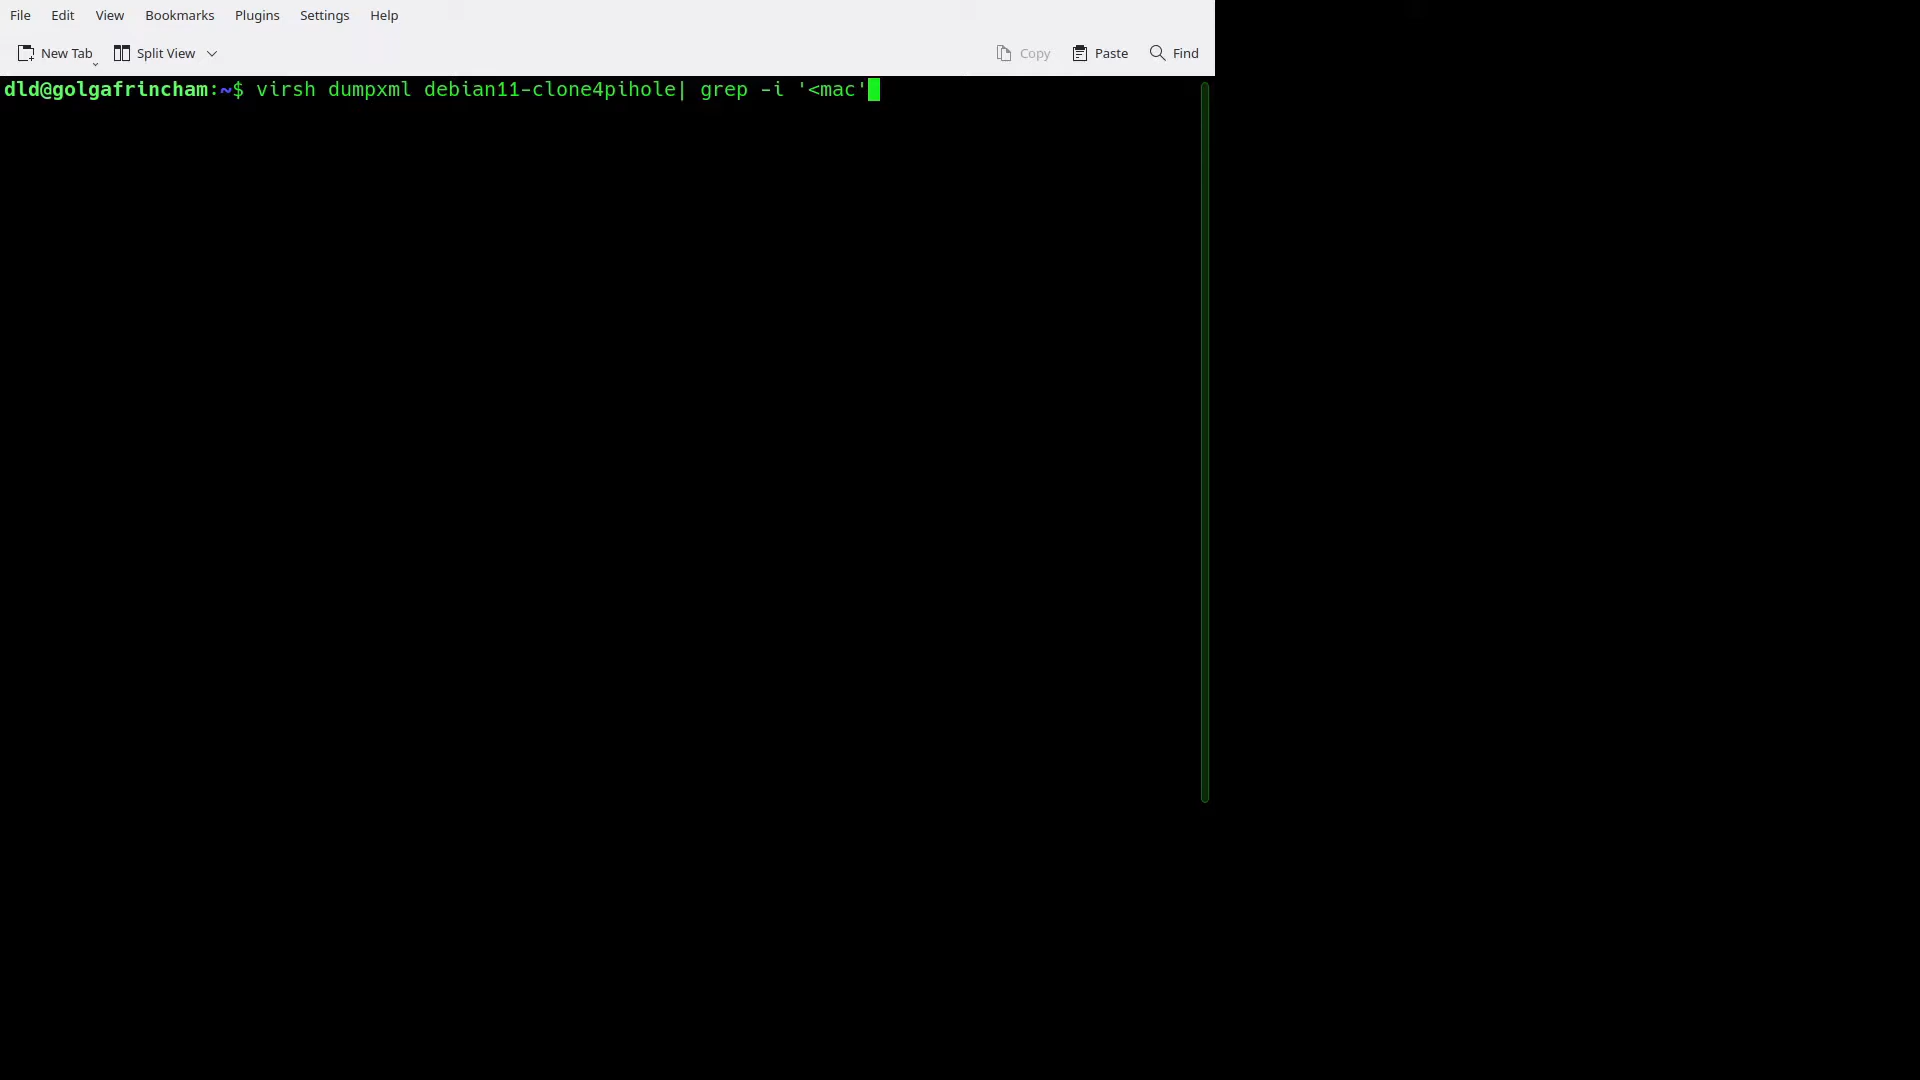 File Edit View Bookmarks Plugins Settings Help
New Tab Split View Copy Paste Find
dld@golgafrincham:~$ virsh dumpxml debian11-clone4pihole| grep -i '<mac'